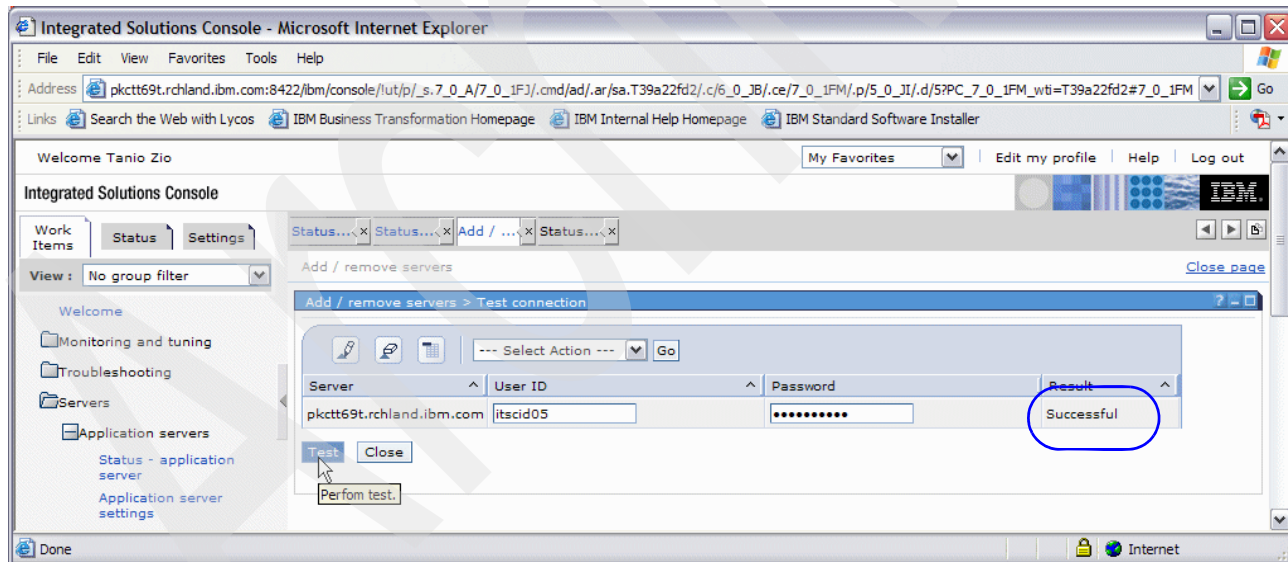 Integrated Solutions Console - Microsoft Internet Explorer
File Edit View Favorites Tools Help
Address pkctt69t.rchland.ibm.com:8422/ibm/console/!ut/p/_s.7_0_A/7_0_1FJ/.cmd/ad/.ar/sa.T39a22fd2/.c/6_0_JB/.ce/7_0_1FM/.p/5_0_JI/.d/5?PC_7_0_1FM_wti=T39a22fd2#7_0_1FM Go
Links Search the Web with Lycos IBM Business Transformation Homepage IBM Internal Help Homepage IBM Standard Software Installer
Welcome Tanio Zio My Favorites Edit my profile Help Log out
Integrated Solutions Console IBM.
Work Items Status Settings Status... Status... Add / ... Status...
View : No group filter Add / remove servers Close page
Welcome Add / remove servers > Test connection
Monitoring and tuning --- Select Action --- Go
Troubleshooting
Server User ID Password Result
Servers pkctt69t.rchland.ibm.com itscid05 •••••••••• Successful
Application servers
Test Close
Status - application server
Perfom test.
Application server settings
Done Internet